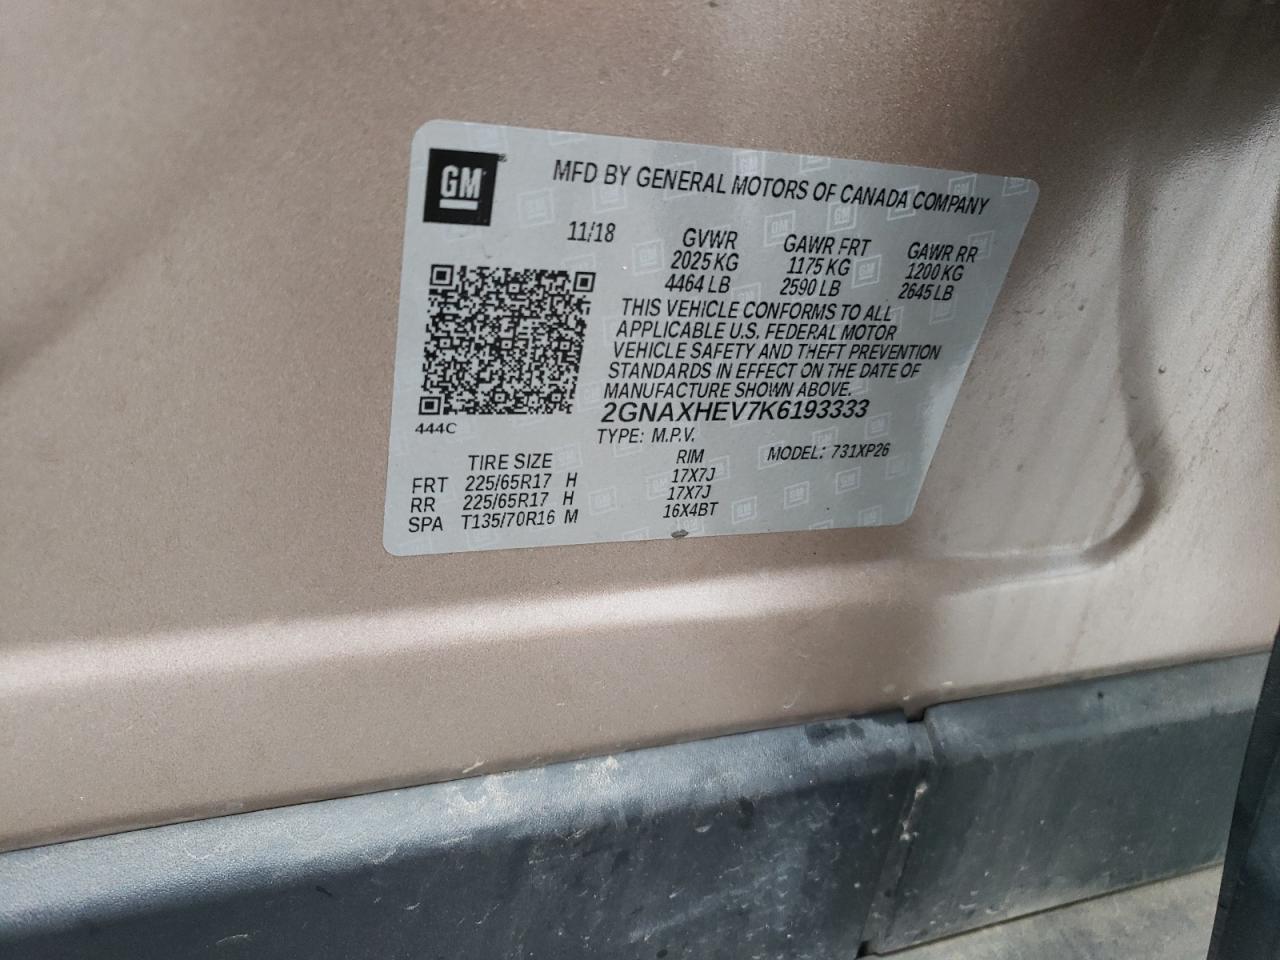 GM
MFD BY GENERAL MOTORS OF CANADA COMPANY
11/18 GVWR GAWR FRT GAWR RR
2025 KG 1175 KG 1200 KG
4464 LB 2590 LB 2645 LB
THIS VEHICLE CONFORMS TO ALL
APPLICABLE U.S. FEDERAL MOTOR
VEHICLE SAFETY AND THEFT PREVENTION
STANDARDS IN EFFECT ON THE DATE OF
MANUFACTURE SHOWN ABOVE.
2GNAXHEV7K6193333
444C
TYPE: M.P.V. MODEL: 731XP26
TIRE SIZE RIM
FRT 225/65R17 H 17X7J
RR 225/65R17 H 17X7J
SPA T135/70R16 M 16X4BT